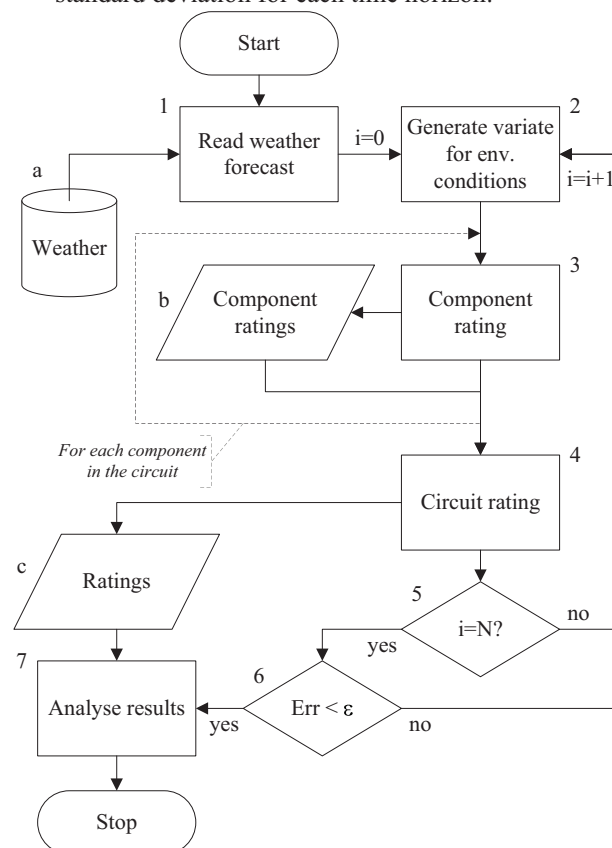 standard deviation for each time horizon.
Start
1
Read weather
forecast
i=0
2
Generate variate
for env.
conditions
i=i+1
a
Weather
3
Component
rating
b
Component
ratings
For each component
in the circuit
4
Circuit rating
c
Ratings
5
i=N?
yes
no
6
Err < ε
yes
no
7
Analyse results
Stop